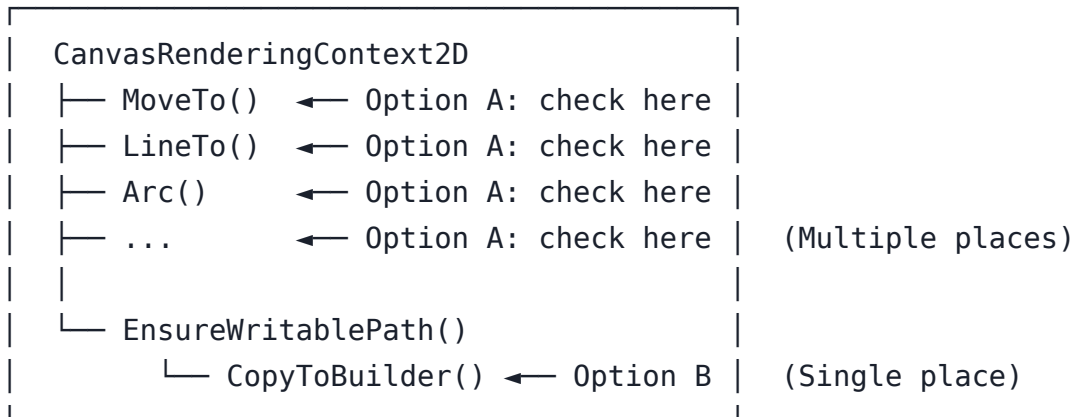 CanvasRenderingContext2D
├── MoveTo() ◄── Option A: check here
├── LineTo() ◄── Option A: check here
├── Arc() ◄── Option A: check here
├── ... ◄── Option A: check here (Multiple places)
│
└── EnsureWritablePath()
└── CopyToBuilder() ◄── Option B (Single place)